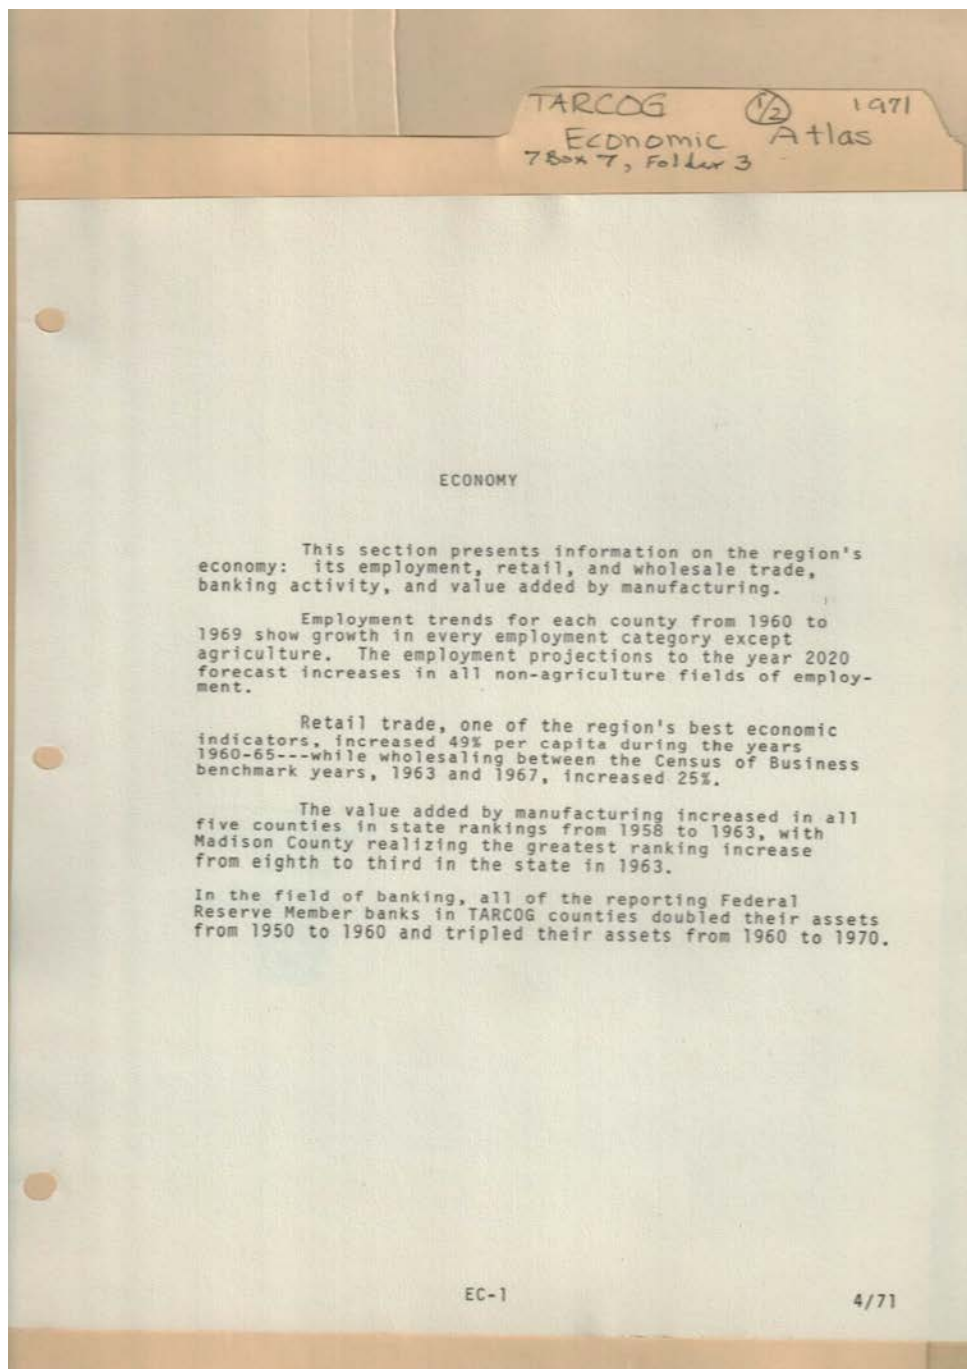 TARCOG 1/2 1971
Economic Atlas
7 Box 7, Folder 3
ECONOMY
This section presents information on the region's
economy: its employment, retail, and wholesale trade,
banking activity, and value added by manufacturing.
Employment trends for each county from 1960 to
1969 show growth in every employment category except
agriculture. The employment projections to the year 2020
forecast increases in all non-agriculture fields of employ-
ment.
Retail trade, one of the region's best economic
indicators, increased 49% per capita during the years
1960-65---while wholesaling between the Census of Business
benchmark years, 1963 and 1967, increased 25%.
The value added by manufacturing increased in all
five counties in state rankings from 1958 to 1963, with
Madison County realizing the greatest ranking increase
from eighth to third in the state in 1963.
In the field of banking, all of the reporting Federal
Reserve Member banks in TARCOG counties doubled their assets
from 1950 to 1960 and tripled their assets from 1960 to 1970.
EC-1
4/71